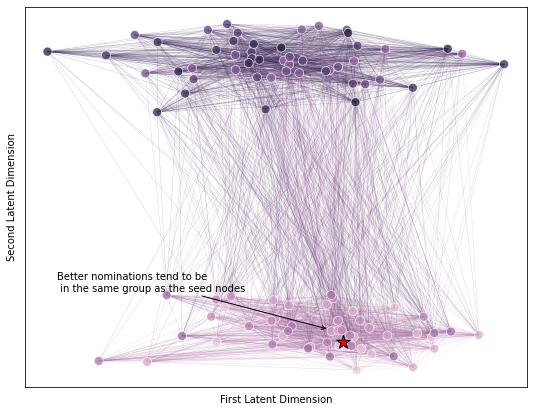 Second Latent Dimension
Better nominations tend to be
in the same group as the seed nodes
First Latent Dimension